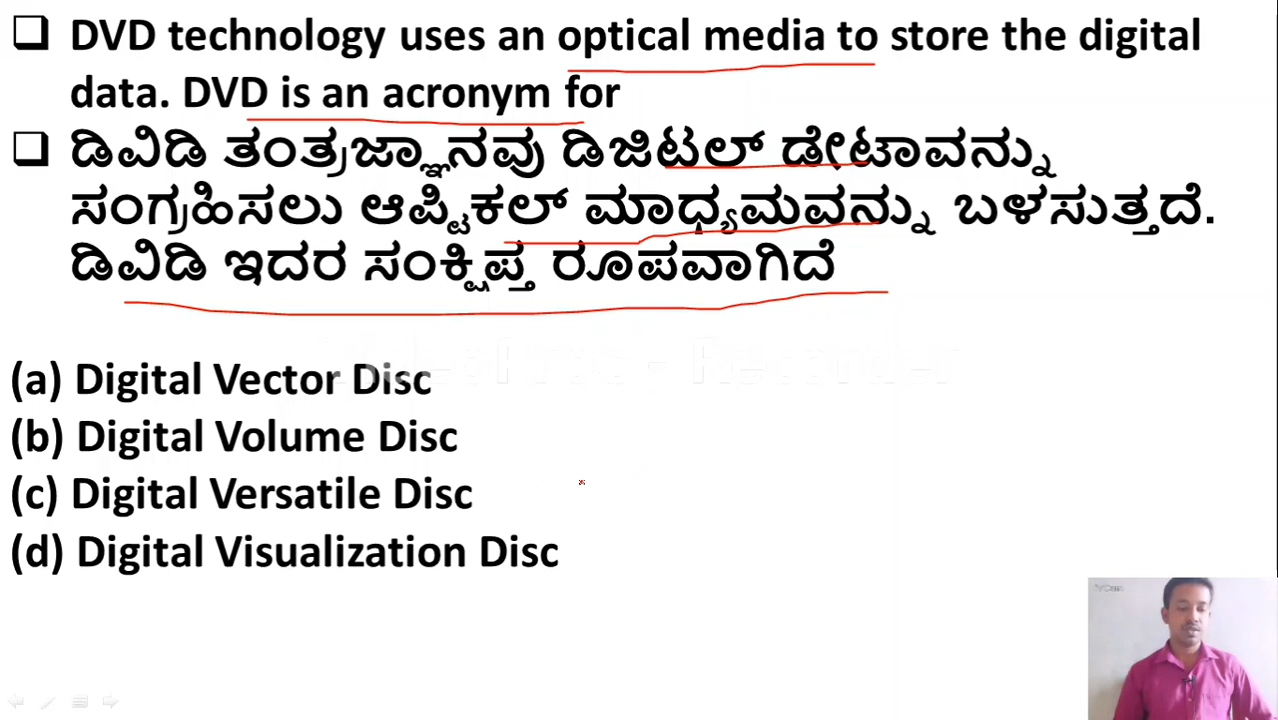 DVD technology uses an optical media to store the digital
data. DVD is an acronym for
ಡಿವಿಡಿ ತಂತ್ರಜ್ಞಾನವು ಡಿಜಿಟಲ್ ಡೇಟಾವನ್ನು
ಸಂಗ್ರಹಿಸಲು ಆಪ್ಟಿಕಲ್ ಮಾಧ್ಯಮವನ್ನು ಬಳಸುತ್ತದೆ.
ಡಿವಿಡಿ ಇದರ ಸಂಕ್ಷಿಪ್ತ ರೂಪವಾಗಿದೆ
(a) Digital Vector Disc
(b) Digital Volume Disc
(c) Digital Versatile Disc
(d) Digital Visualization Disc